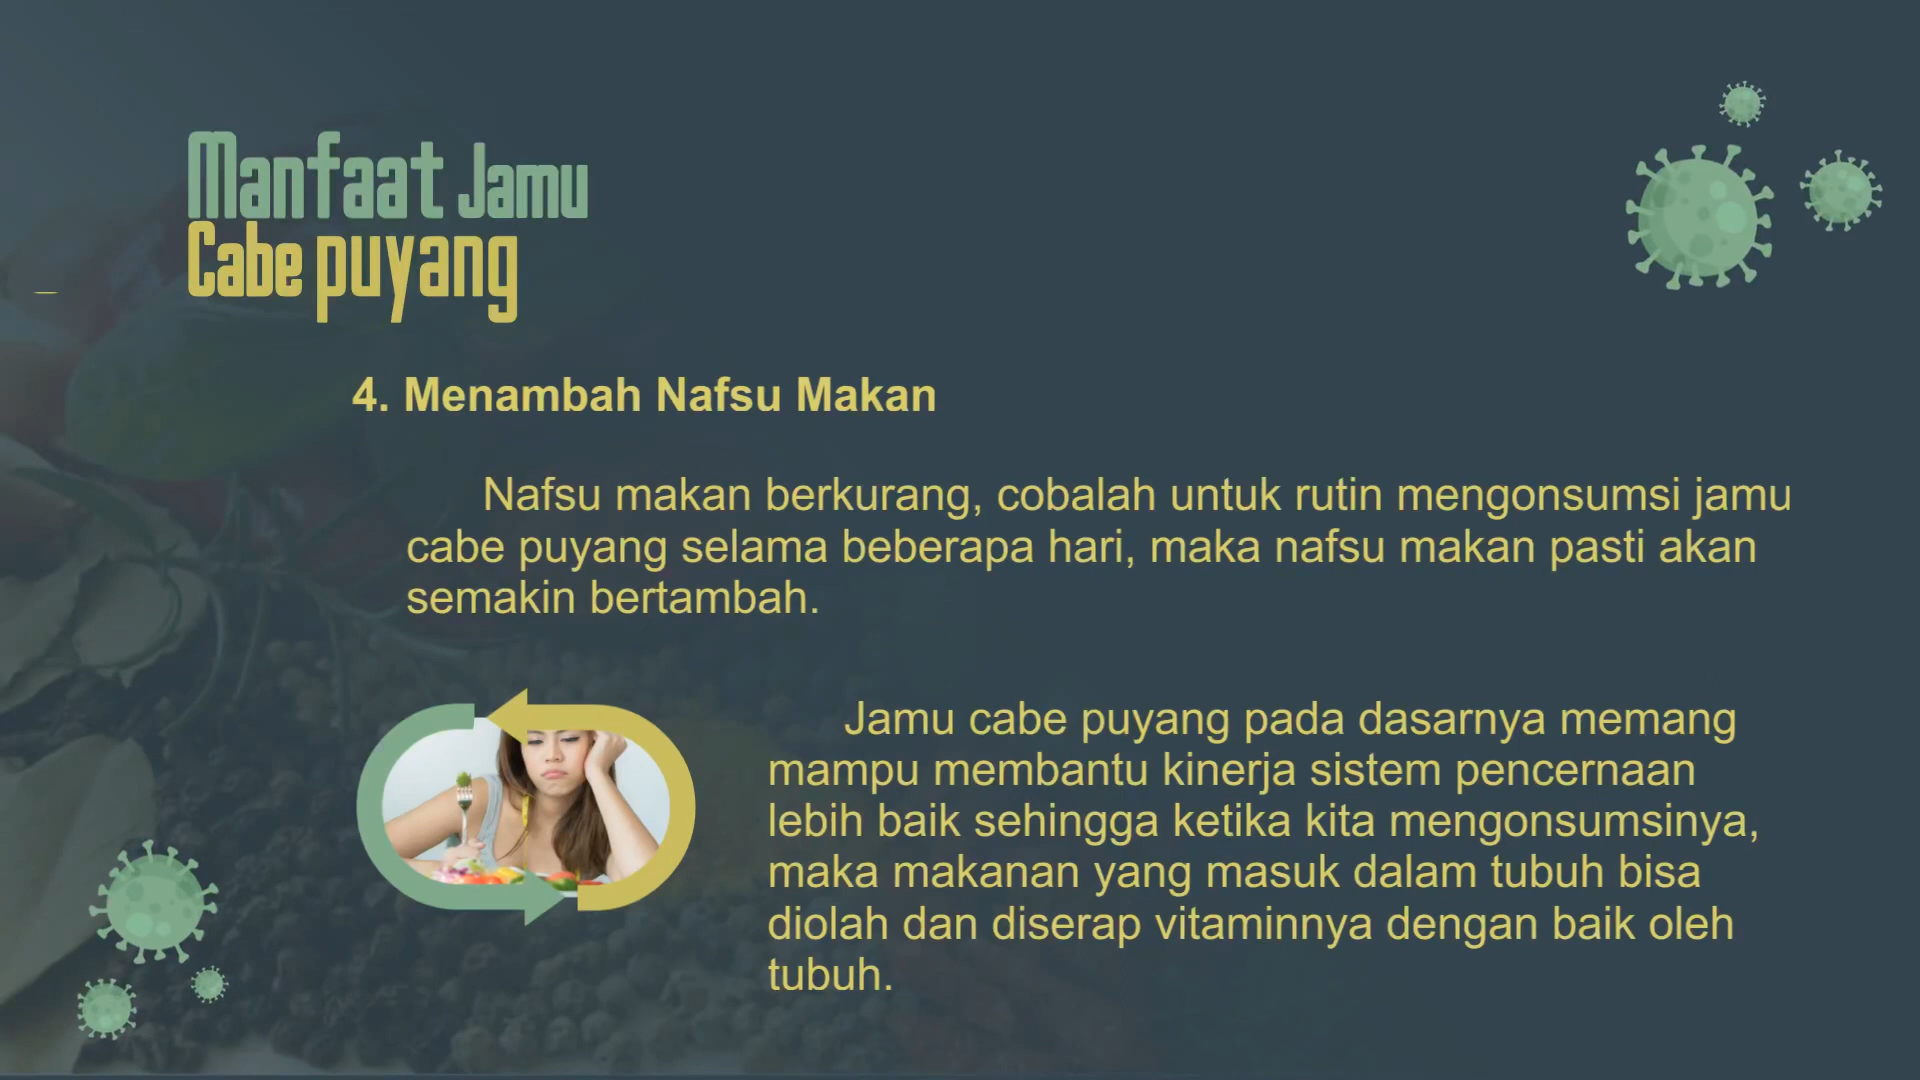 Manfaat Jamu
Cabe puyang
4. Menambah Nafsu Makan
Nafsu makan berkurang, cobalah untuk rutin mengonsumsi jamu
cabe puyang selama beberapa hari, maka nafsu makan pasti akan
semakin bertambah.
Jamu cabe puyang pada dasarnya memang
mampu membantu kinerja sistem pencernaan
lebih baik sehingga ketika kita mengonsumsinya,
maka makanan yang masuk dalam tubuh bisa
diolah dan diserap vitaminnya dengan baik oleh
tubuh.